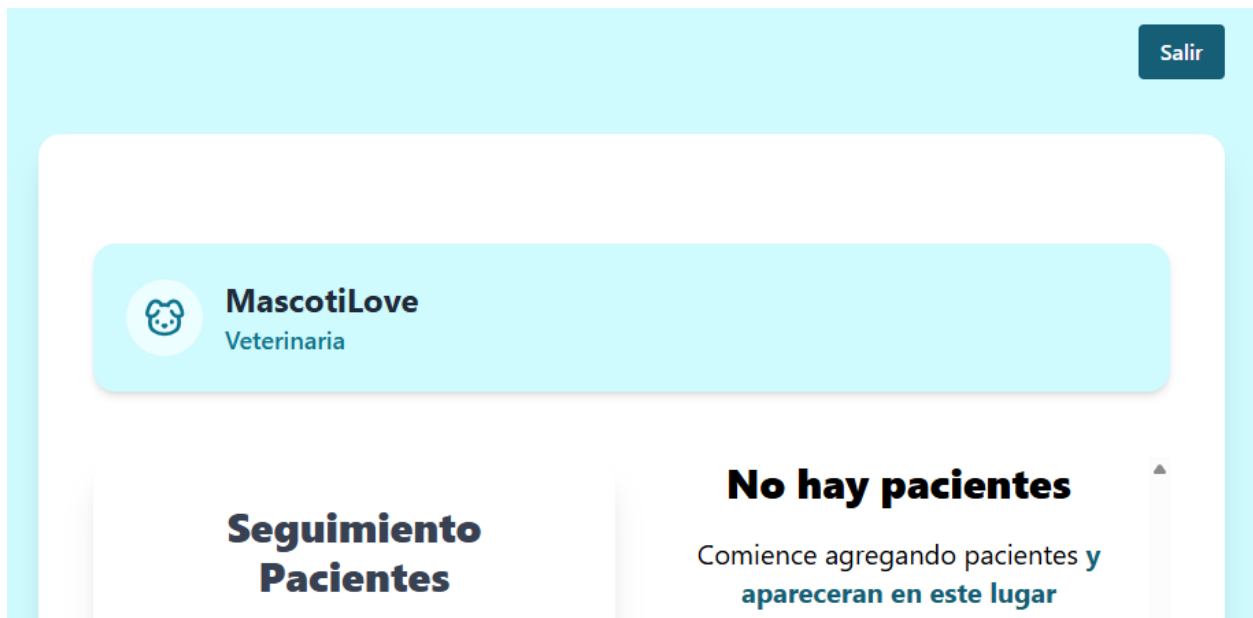 Salir
MascotiLove
Veterinaria
Seguimiento
Pacientes
No hay pacientes
Comience agregando pacientes y
apareceran en este lugar